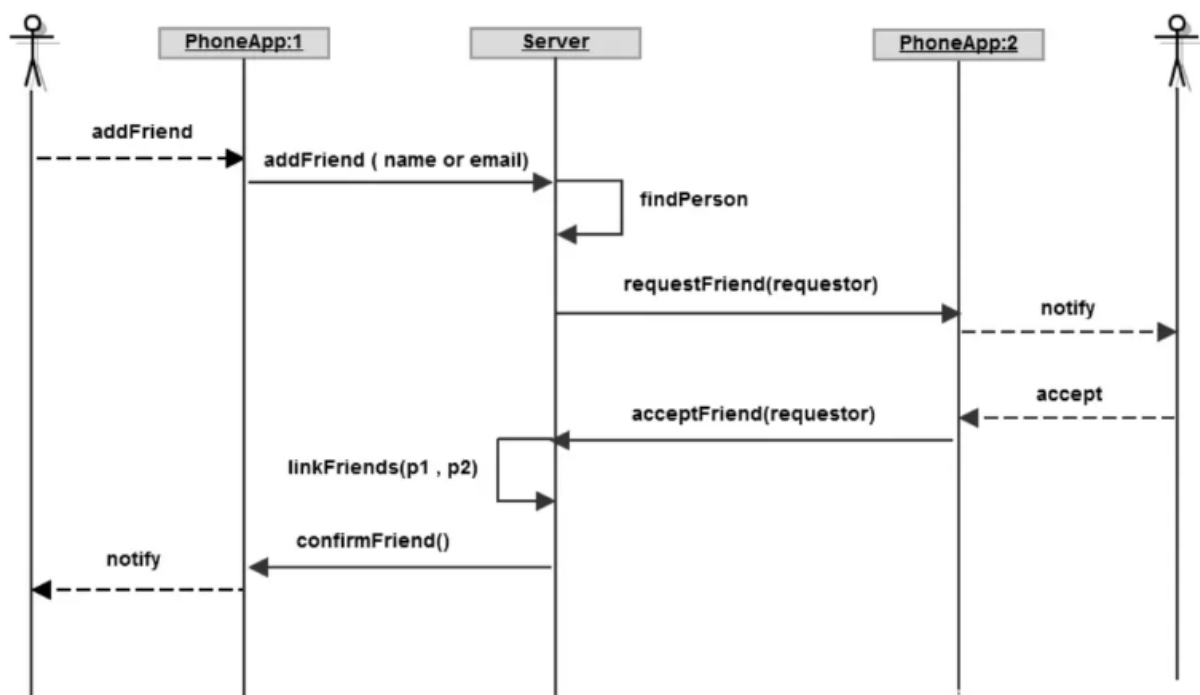 PhoneApp:1
Server
PhoneApp:2
addFriend
addFriend ( name or email)
findPerson
requestFriend(requestor)
notify
accept
acceptFriend(requestor)
linkFriends(p1 , p2)
confirmFriend()
notify